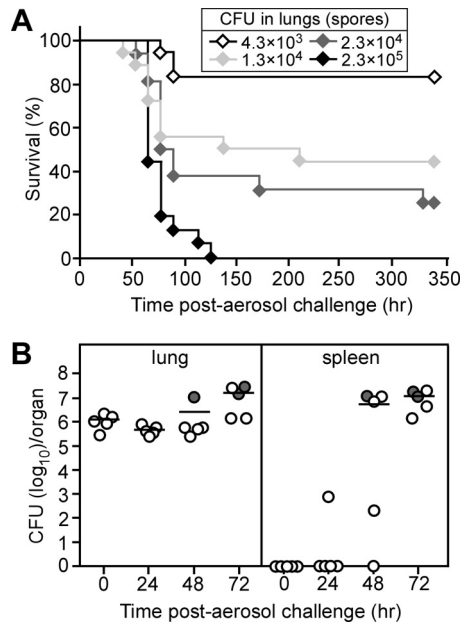 A
CFU in lungs (spores)
4.3×10³ 2.3×10⁴
1.3×10⁴ 2.3×10⁵
Survival (%)
100
80
60
40
20
0
0 50 100 150 200 250 300 350
Time post-aerosol challenge (hr)
B
lung spleen
CFU (log₁₀)/organ
8
7
6
5
4
3
2
1
0
0 24 48 72 0 24 48 72
Time post-aerosol challenge (hr)